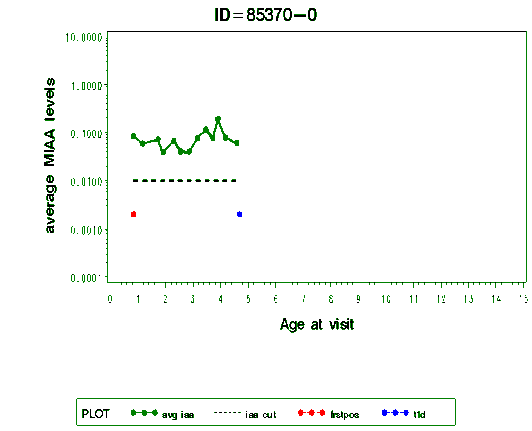 ID=85370-0
10.0000
1.0000
0.1000
0.0100
0.0010
0.0001
average MIAA levels
0 1 2 3 4 5 6 7 8 9 10 11 12 13 14 15
Age at visit
PLOT avg iaa iaa cut frstpos t1d